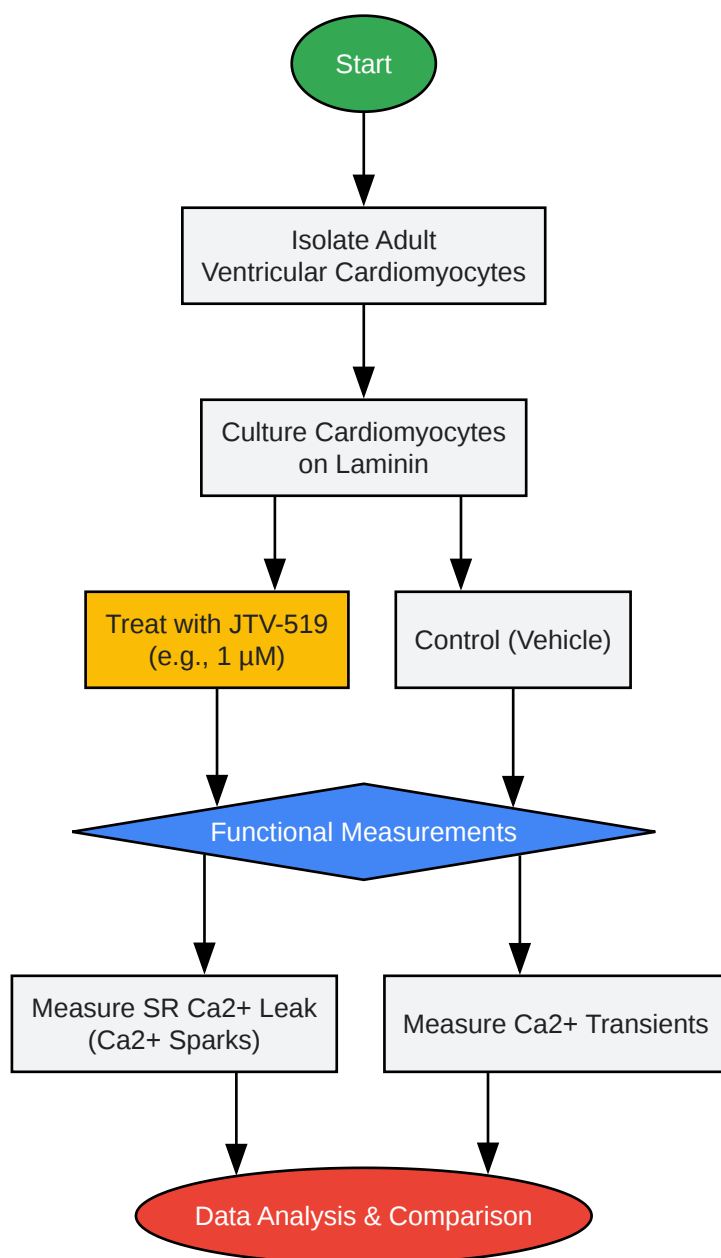 Start
Isolate Adult
Ventricular Cardiomyocytes
Culture Cardiomyocytes
on Laminin
Treat with JTV-519
(e.g., 1 µM)
Control (Vehicle)
Functional Measurements
Measure SR Ca2+ Leak
(Ca2+ Sparks)
Measure Ca2+ Transients
Data Analysis & Comparison